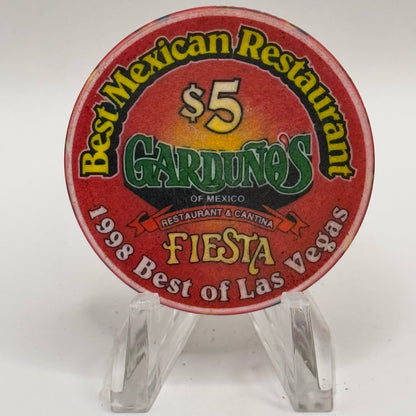 Best Mexican Restaurant
$5
GARDUÑO'S
OF MEXICO
RESTAURANT & CANTINA
FIESTA
1998 Best of Las Vegas